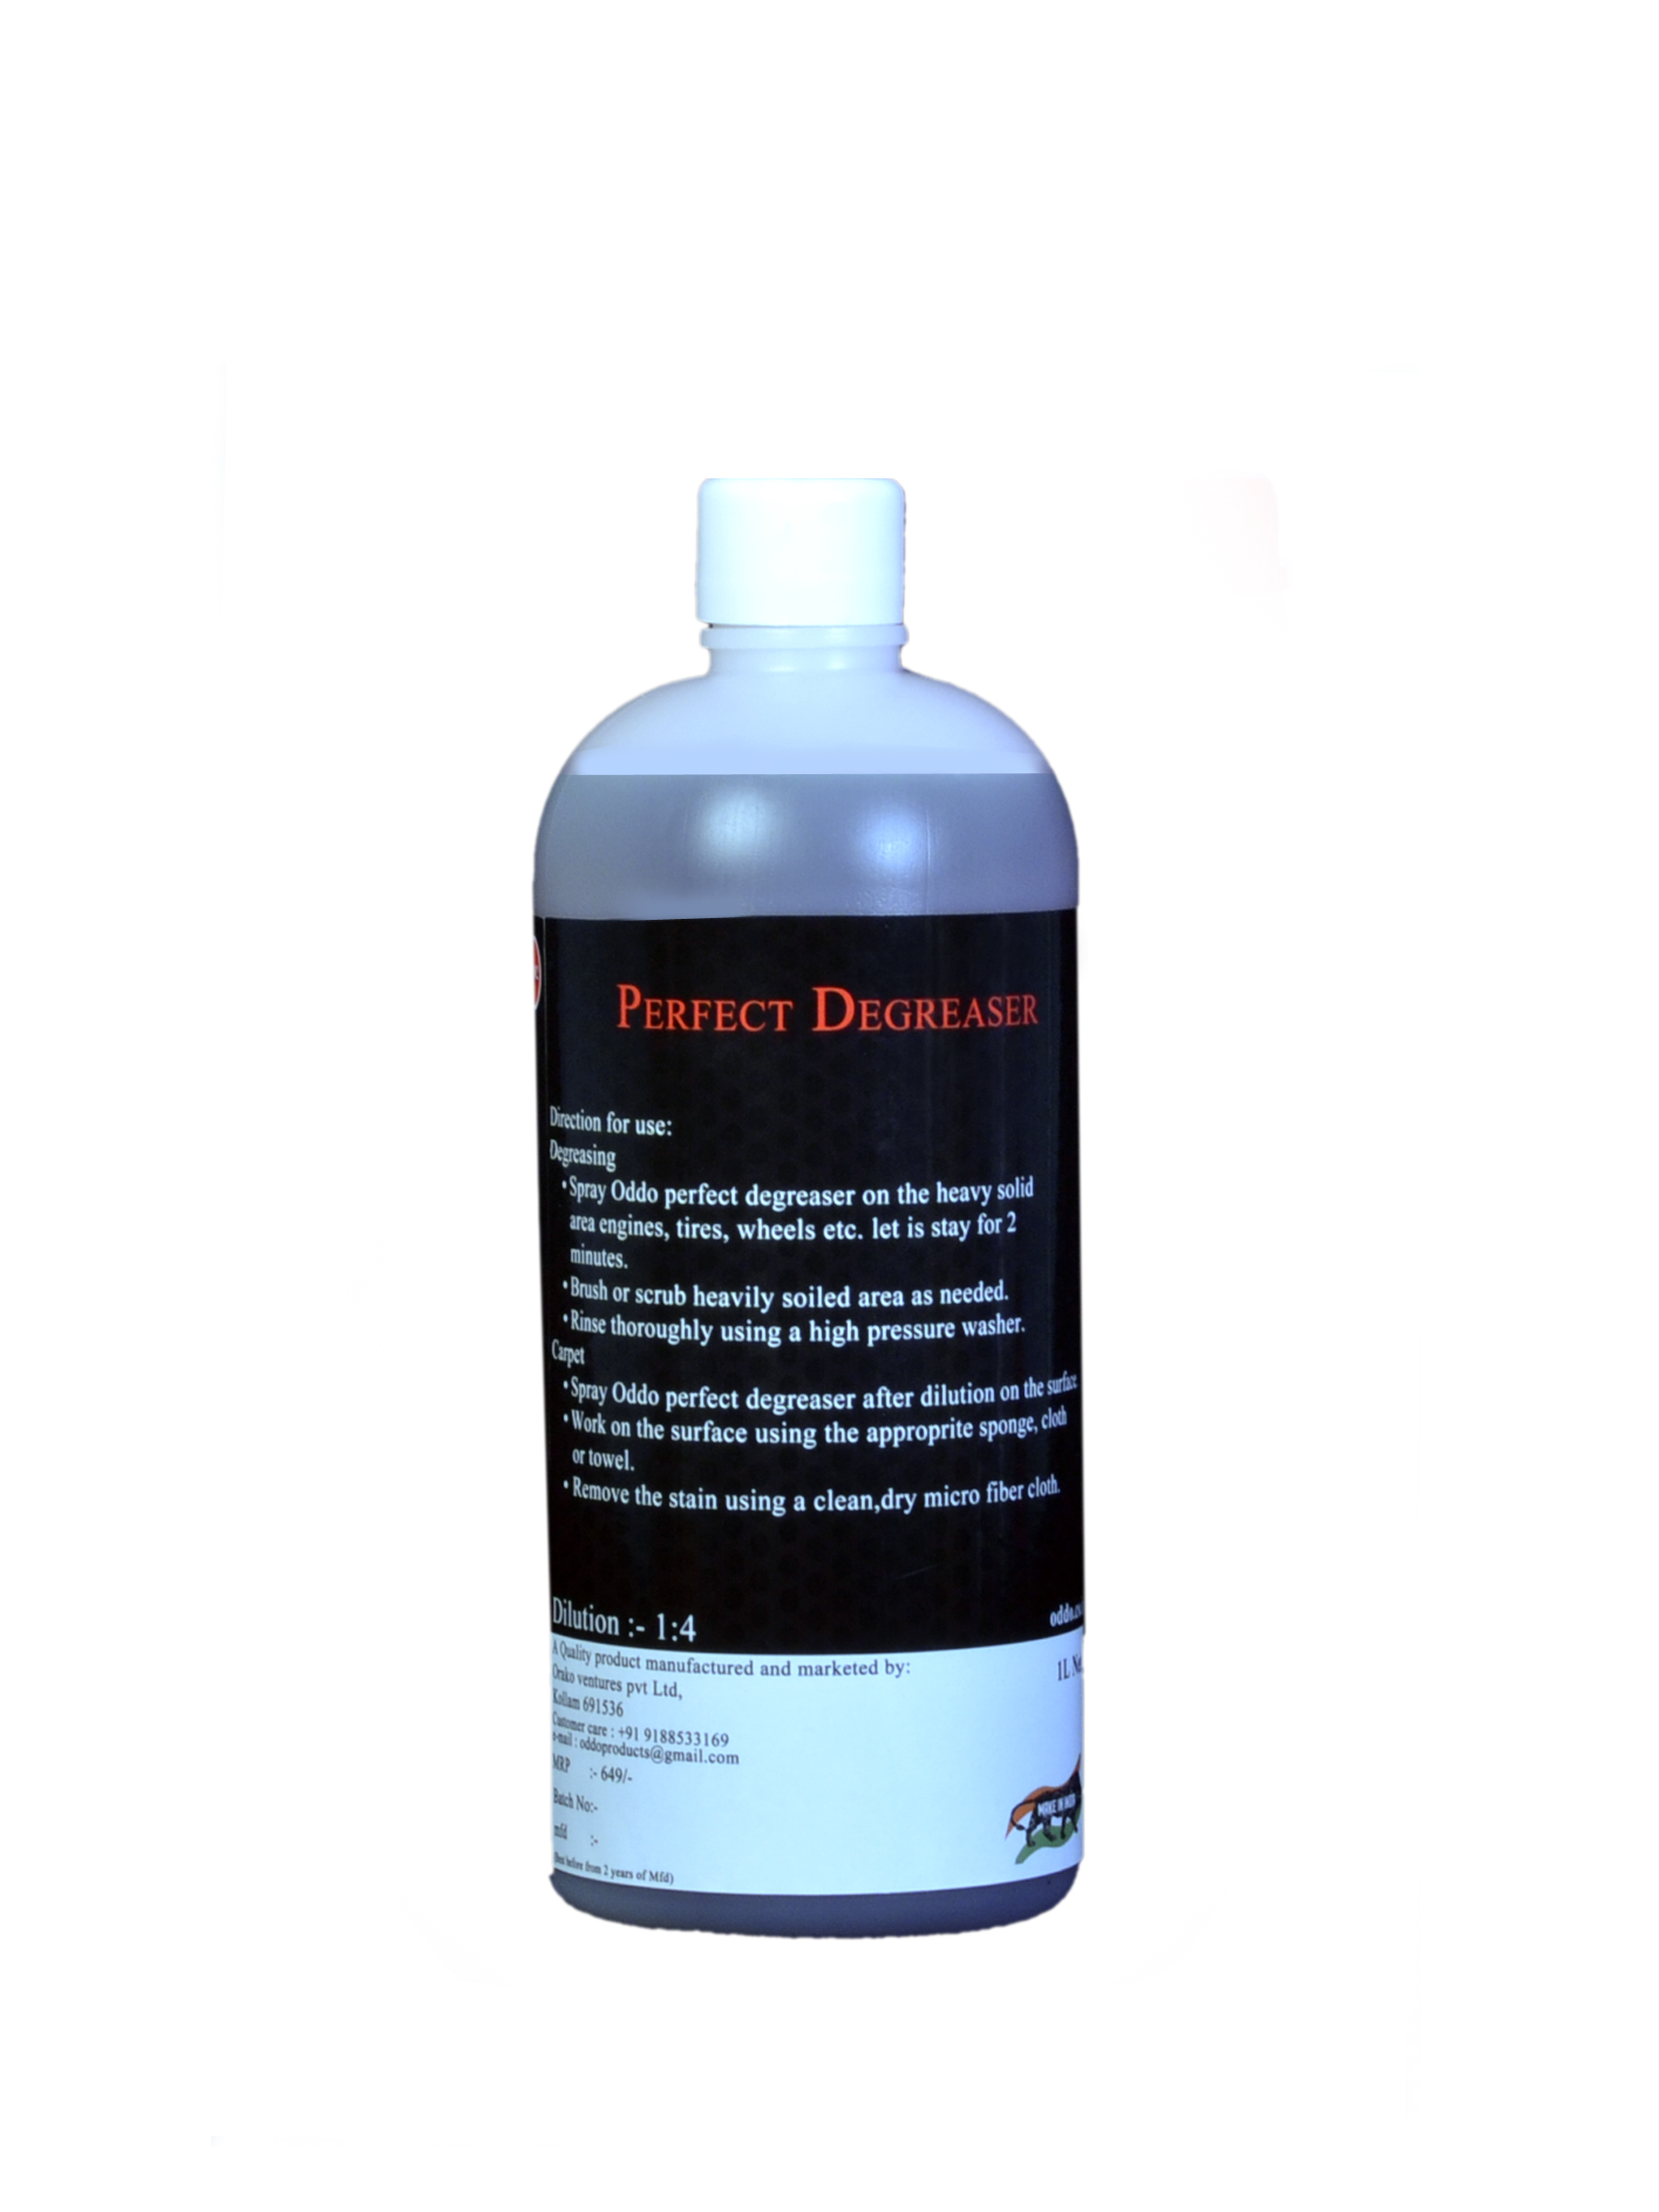 PERFECT DEGREASER
Direction for use:
Degreasing
•Spray Oddo perfect degreaser on the heavy solid
area engines, tires, wheels etc. let is stay for 2
minutes.
•Brush or scrub heavily soiled area as needed.
•Rinse thoroughly using a high pressure washer.
Carpet
•Spray Oddo perfect degreaser after dilution on the surface
•Work on the surface using the approprite sponge, cloth
or towel.
•Remove the stain using a clean,dry micro fiber cloth.
Dilution :- 1:4
A Quality product manufactured and marketed by:
1L
Orako ventures pvt Ltd,
Kollam 691536
Customer care : +91 9188533169
e-mail : oddoproducts@gmail.com
MRP :- 649/-
Batch No:-
mfd :-
(Best before from 2 years of Mfd)
MAKE IN INDIA